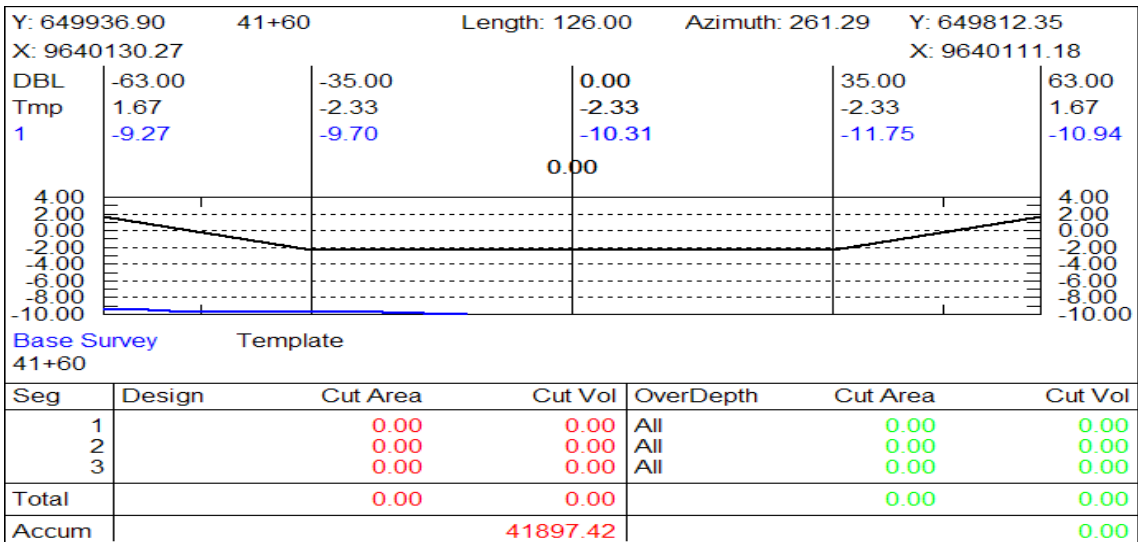 Y: 649936.90 41+60 Length: 126.00 Azimuth: 261.29 Y: 649812.35
X: 9640130.27 X: 9640111.18
DBL -63.00 -35.00 0.00 35.00 63.00
Tmp 1.67 -2.33 -2.33 -2.33 1.67
1 -9.27 -9.70 -10.31 -11.75 -10.94
0.00
4.00 4.00
2.00 2.00
0.00 0.00
-2.00 -2.00
-4.00 -4.00
-6.00 -6.00
-8.00 -8.00
-10.00 -10.00
Base Survey Template
41+60
Seg Design Cut Area Cut Vol OverDepth Cut Area Cut Vol
1 0.00 0.00 All 0.00 0.00
2 0.00 0.00 All 0.00 0.00
3 0.00 0.00 All 0.00 0.00
Total 0.00 0.00 0.00 0.00
Accum 41897.42 0.00